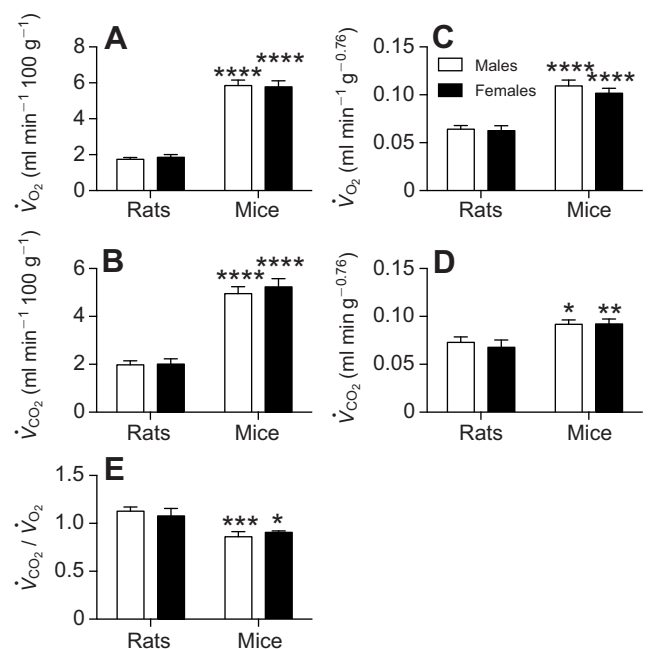 A
V̇O2 (ml min−1 100 g−1)
8
6
4
2
0
****
****
Rats
Mice
C
V̇O2 (ml min−1 g−0.76)
0.15
0.10
0.05
0
****
****
Males
Females
Rats
Mice
B
V̇CO2 (ml min−1 100 g−1)
6
4
2
0
****
****
Rats
Mice
D
V̇CO2 (ml min g−0.76)
0.15
0.10
0.05
0
*
**
Rats
Mice
E
V̇CO2 / V̇O2
1.5
1.0
0.5
0
***
*
Rats
Mice